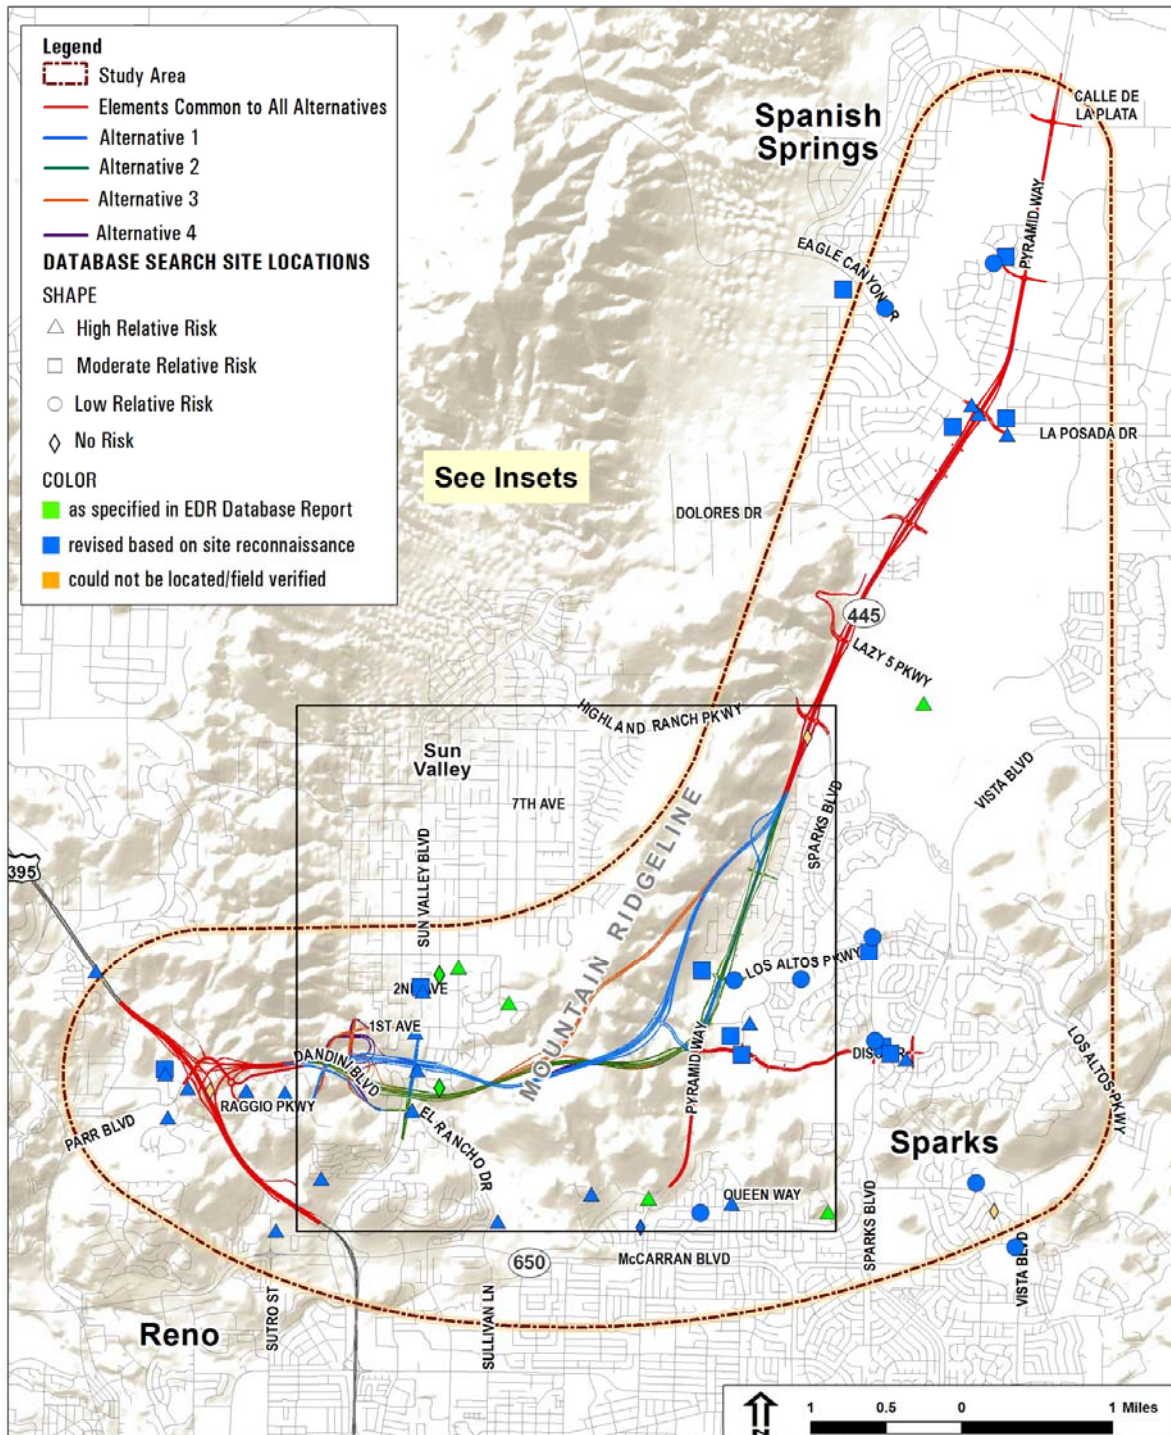 Legend
Study Area
Elements Common to All Alternatives
Alternative 1
Alternative 2
Alternative 3
Alternative 4
DATABASE SEARCH SITE LOCATIONS
SHAPE
High Relative Risk
Moderate Relative Risk
Low Relative Risk
No Risk
COLOR
as specified in EDR Database Report
revised based on site reconnaissance
could not be located/field verified
Spanish
Springs
CALLE DE
LA PLATA
PYRAMID WAY
EAGLE CANYON
R
LA POSADA DR
See Insets
DOLORES DR
445
LAZY 5 PKWY
HIGHLAND RANCH PKWY
Sun
Valley
7TH AVE
VISTA BLVD
SPARKS BLVD
MOUNTAIN RIDGELINE
SUN VALLEY BLVD
395
LOS ALTOS PKWY
AVE
1ST AVE
DANDINI BLVD
PYRAMID WAY
LOS ALTOS PKWY
RAGGIO PKWY
PARR BLVD
EL RANCHO DR
Sparks
QUEEN WAY
SPARKS BLVD
McCARRAN BLVD
650
VISTA BLVD
SUTRO ST
SULLIVAN LN
Reno
1 0.5 0 1 Miles